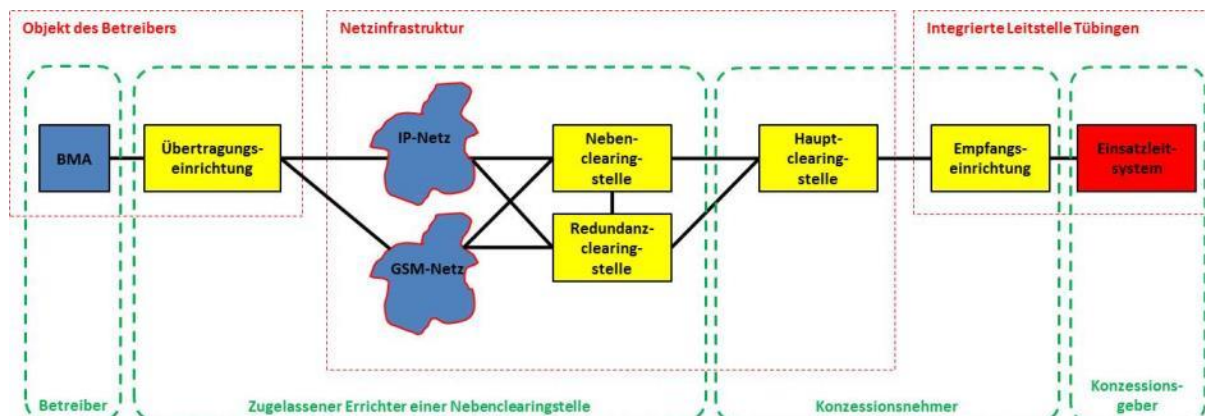 Objekt des Betreibers
Netzinfrastruktur
Integrierte Leitstelle Tübingen
BMA
Übertragungs-
einrichtung
IP-Netz
GSM-Netz
Neben-
clearing-
stelle
Redundanz-
clearing-
stelle
Haupt-
clearing-
stelle
Empfangs-
einrichtung
Einsatzleit-
system
Betreiber
Zugelassener Errichter einer Nebenclearingstelle
Konzessionsnehmer
Konzessions-
geber